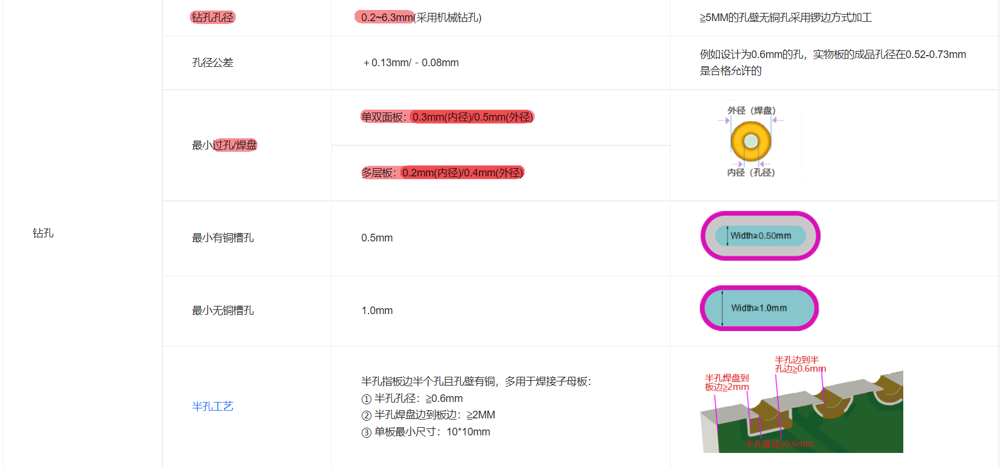 钻孔
钻孔孔径
0.2~6.3mm(采用机械钻孔)
≧5MM的孔壁无铜孔采用锣边方式加工
孔径公差
＋0.13mm/﹣0.08mm
例如设计为0.6mm的孔，实物板的成品孔径在0.52-0.73mm
是合格允许的
最小过孔/焊盘
单双面板：0.3mm(内径)/0.5mm(外径)
多层板：0.2mm(内径)/0.4mm(外径)
外径（焊盘）
内径（孔径）
最小有铜槽孔
0.5mm
Width≥0.50mm
最小无铜槽孔
1.0mm
Width≥1.0mm
半孔工艺
半孔指板边半个孔且孔壁有铜，多用于焊接子母板：
① 半孔孔径：≧0.6mm
② 半孔焊盘边到板边：≧2MM
③ 单板最小尺寸：10*10mm
半孔边到半
孔边≧0.6mm
半孔焊盘到
板边≧2mm
半孔直径≧0.6mm